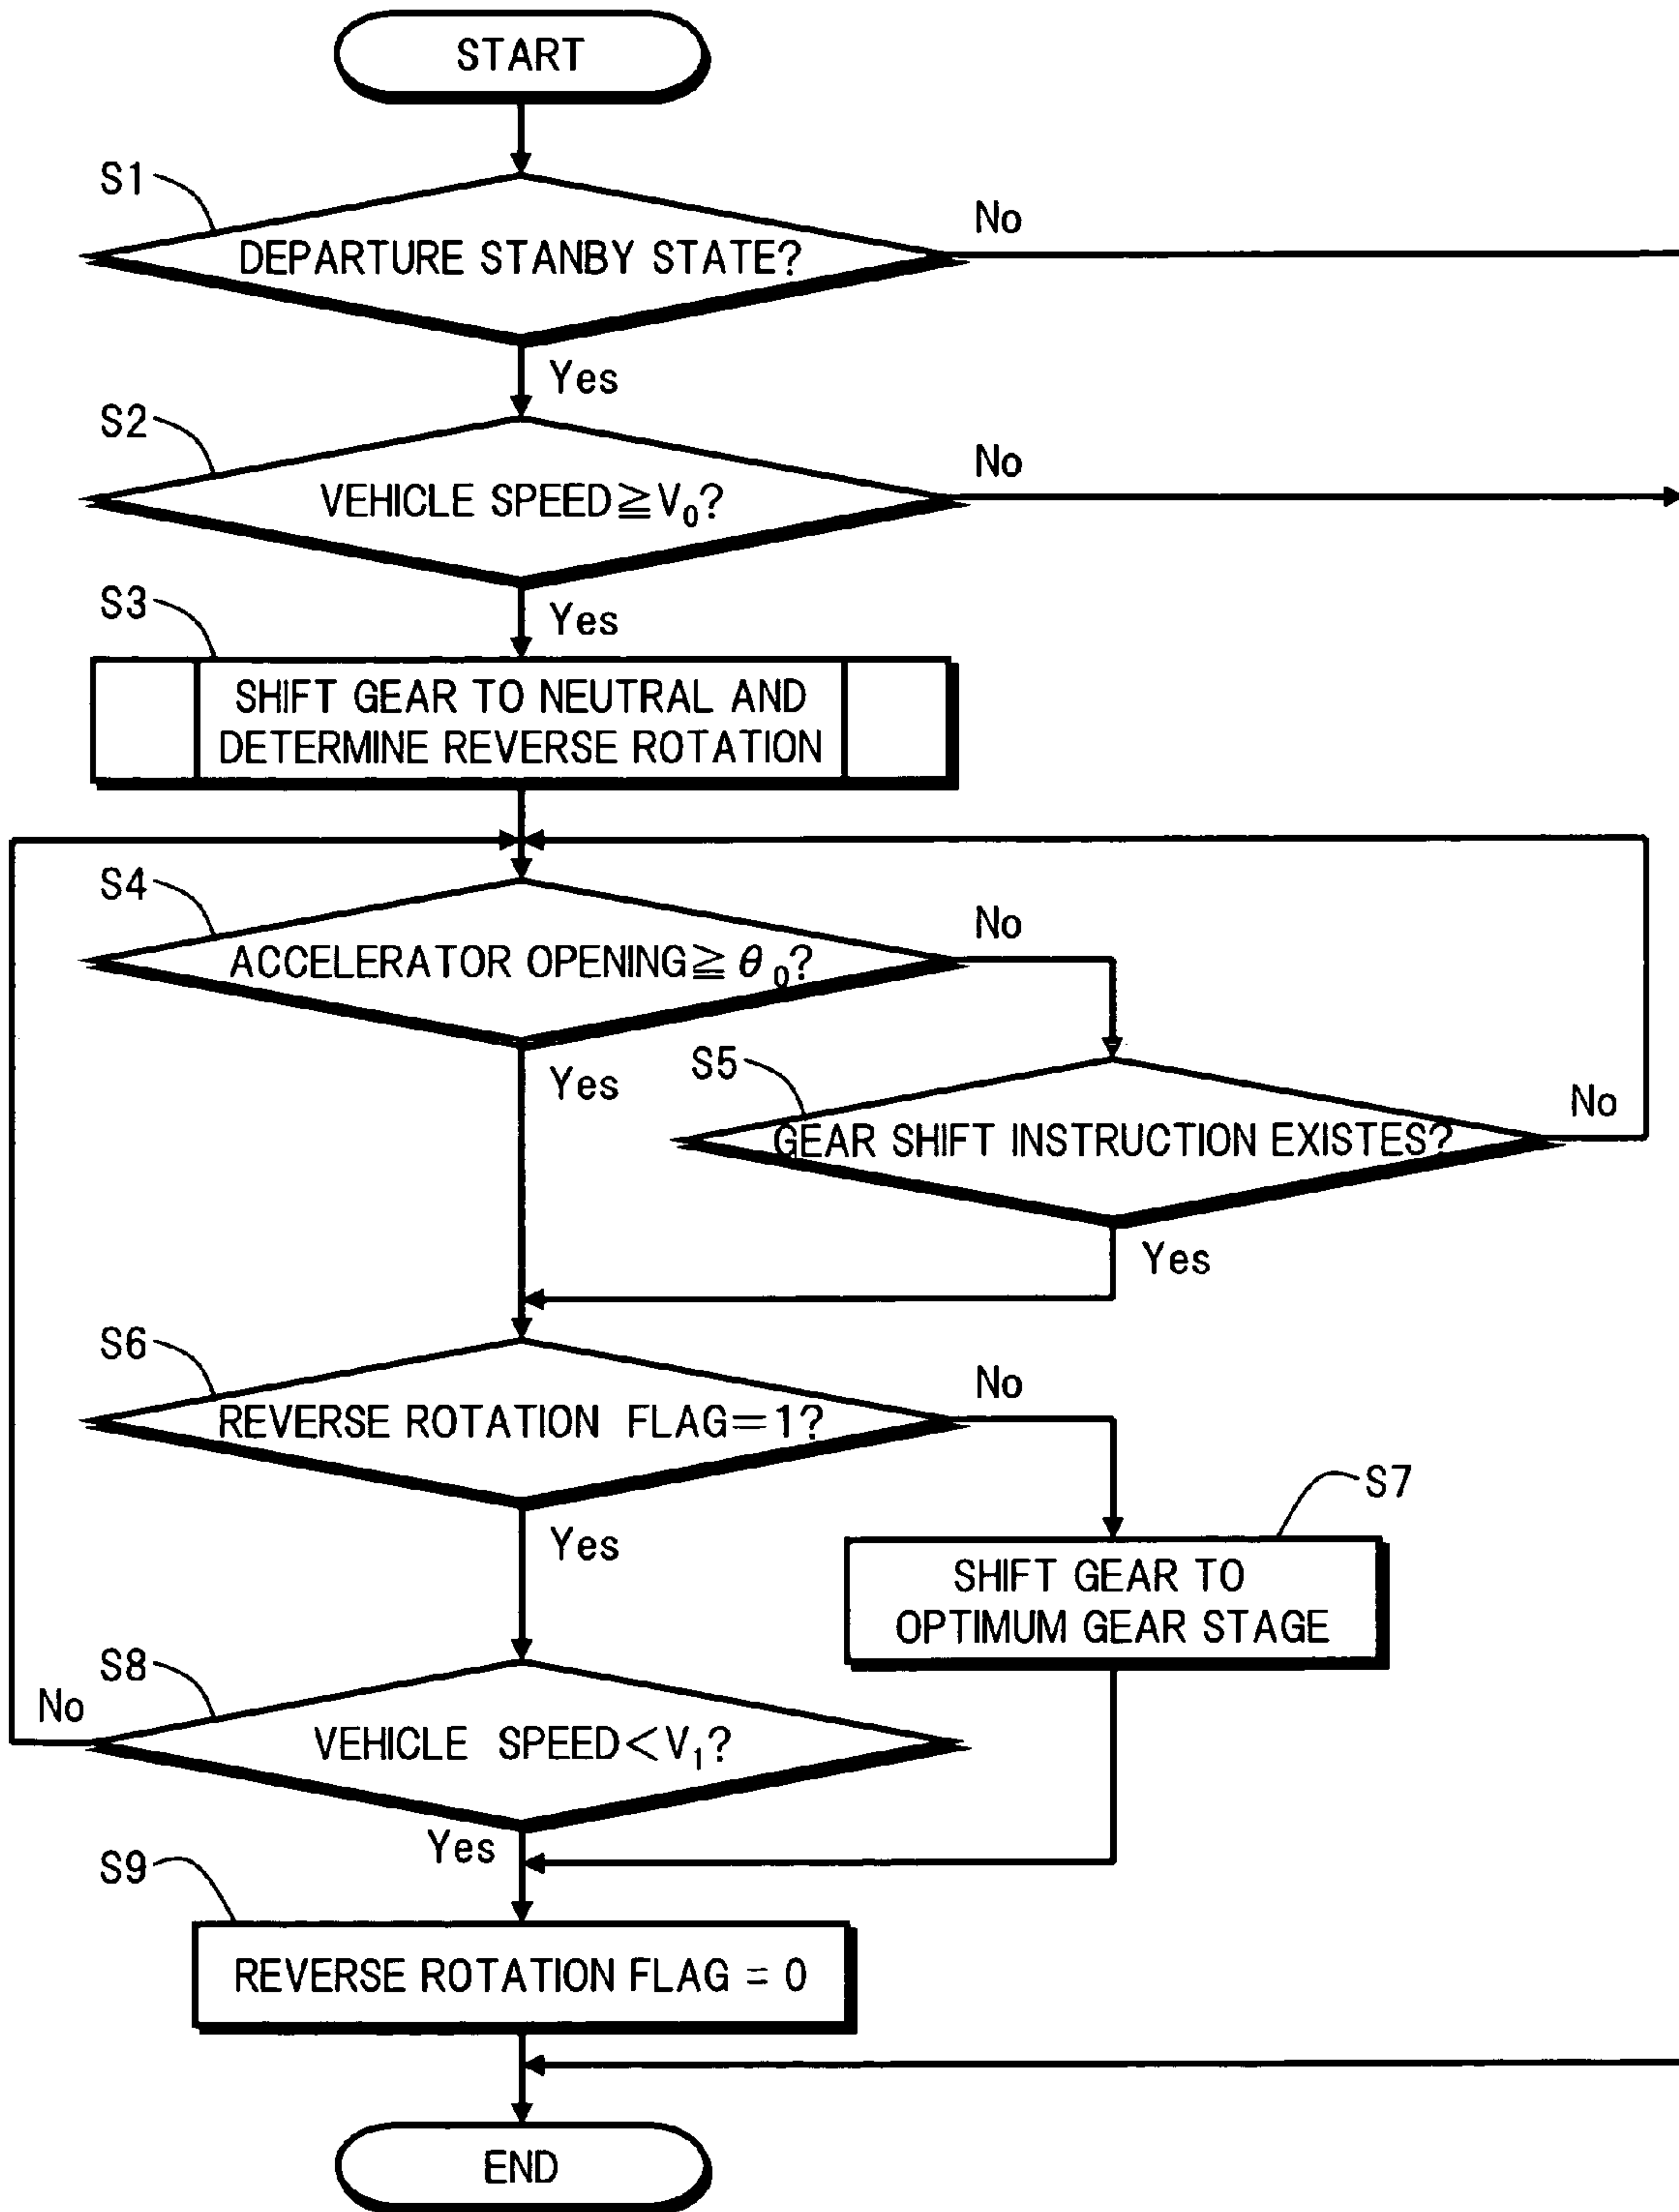 START
S1
DEPARTURE STANBY STATE?
No
Yes
S2
VEHICLE SPEED≧V₀?
No
Yes
S3
SHIFT GEAR TO NEUTRAL AND
DETERMINE REVERSE ROTATION
S4
ACCELERATOR OPENING≧θ₀?
No
Yes
S5
GEAR SHIFT INSTRUCTION EXISTES?
No
Yes
S6
REVERSE ROTATION FLAG=1?
No
Yes
S7
SHIFT GEAR TO
OPTIMUM GEAR STAGE
S8
No
VEHICLE SPEED<V₁?
Yes
S9
REVERSE ROTATION FLAG = 0
END